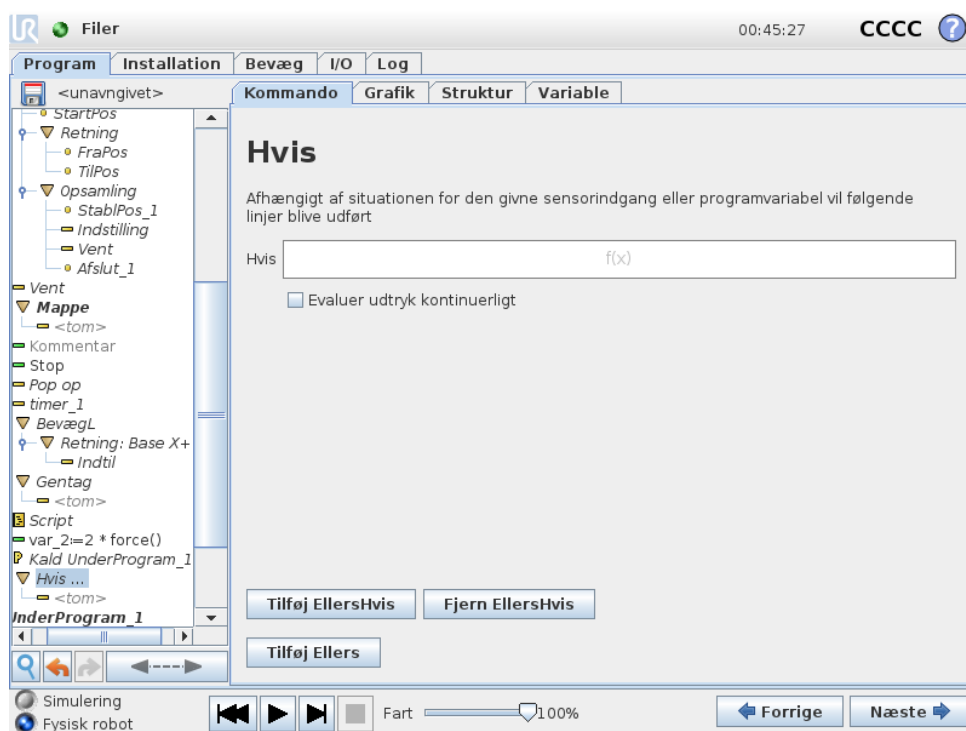 UR Filer 00:45:27 CCCC ?
Program Installation Bevæg I/O Log
<unavngivet>
Kommando Grafik Struktur Variable
StartPos
Retning
FraPos
TilPos
Opsamling
StablPos_1
Indstilling
Vent
Afslut_1
Vent
Mappe
<tom>
Kommentar
Stop
Pop op
timer_1
BevægL
Retning: Base X+
Indtil
Gentag
<tom>
Script
var_2:=2 * force()
Kald UnderProgram_1
Hvis ...
<tom>
UnderProgram_1
Hvis
Afhængigt af situationen for den givne sensorindgang eller programvariabel vil følgende
linjer blive udført
Hvis f(x)
Evaluer udtryk kontinuerligt
Tilføj EllersHvis Fjern EllersHvis
Tilføj Ellers
Simulering
Fysisk robot
Fart 100%
Forrige Næste